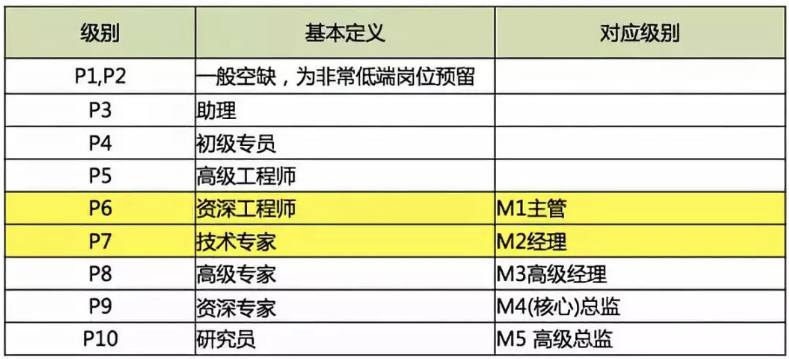 级别 基本定义 对应级别
P1,P2 一般空缺，为非常低端岗位预留
P3 助理
P4 初级专员
P5 高级工程师
P6 资深工程师 M1主管
P7 技术专家 M2经理
P8 高级专家 M3高级经理
P9 资深专家 M4(核心)总监
P10 研究员 M5 高级总监